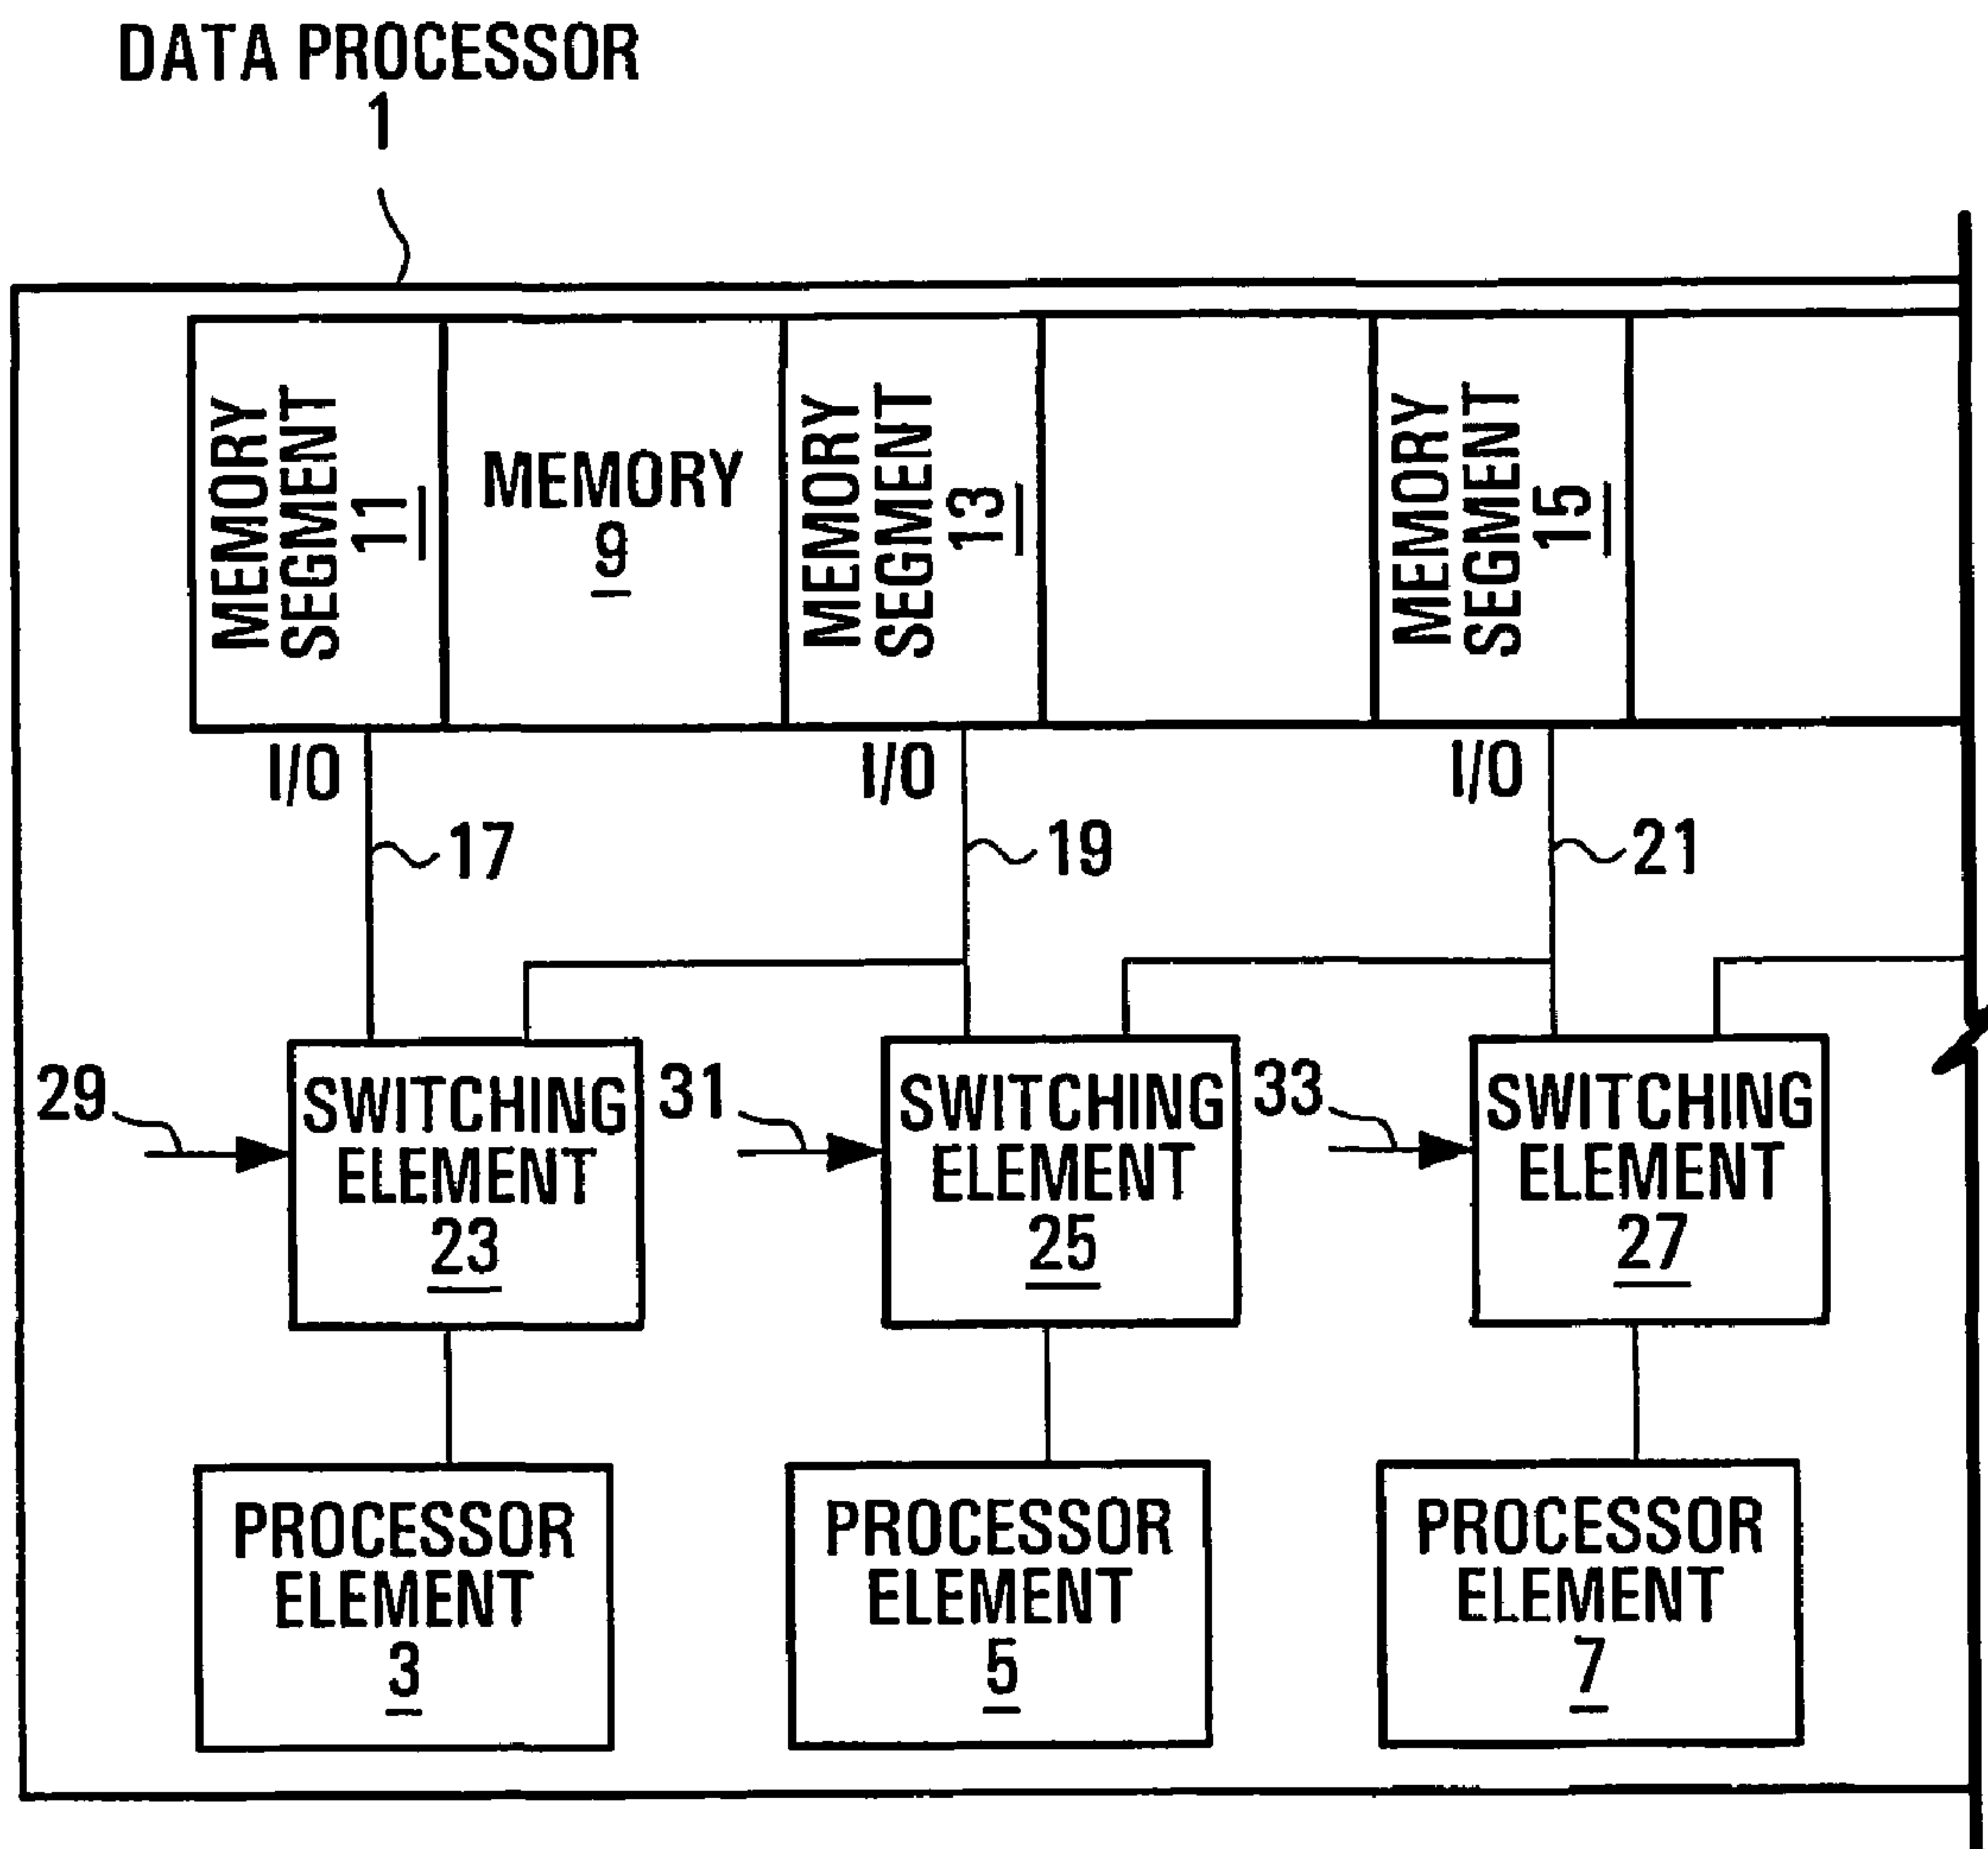 DATA PROCESSOR
1
MEMORY
SEGMENT
11
MEMORY
9
MEMORY
SEGMENT
13
MEMORY
SEGMENT
15
I/O
I/O
I/O
17
19
21
29
SWITCHING
ELEMENT
23
31
SWITCHING
ELEMENT
25
33
SWITCHING
ELEMENT
27
PROCESSOR
ELEMENT
3
PROCESSOR
ELEMENT
5
PROCESSOR
ELEMENT
7